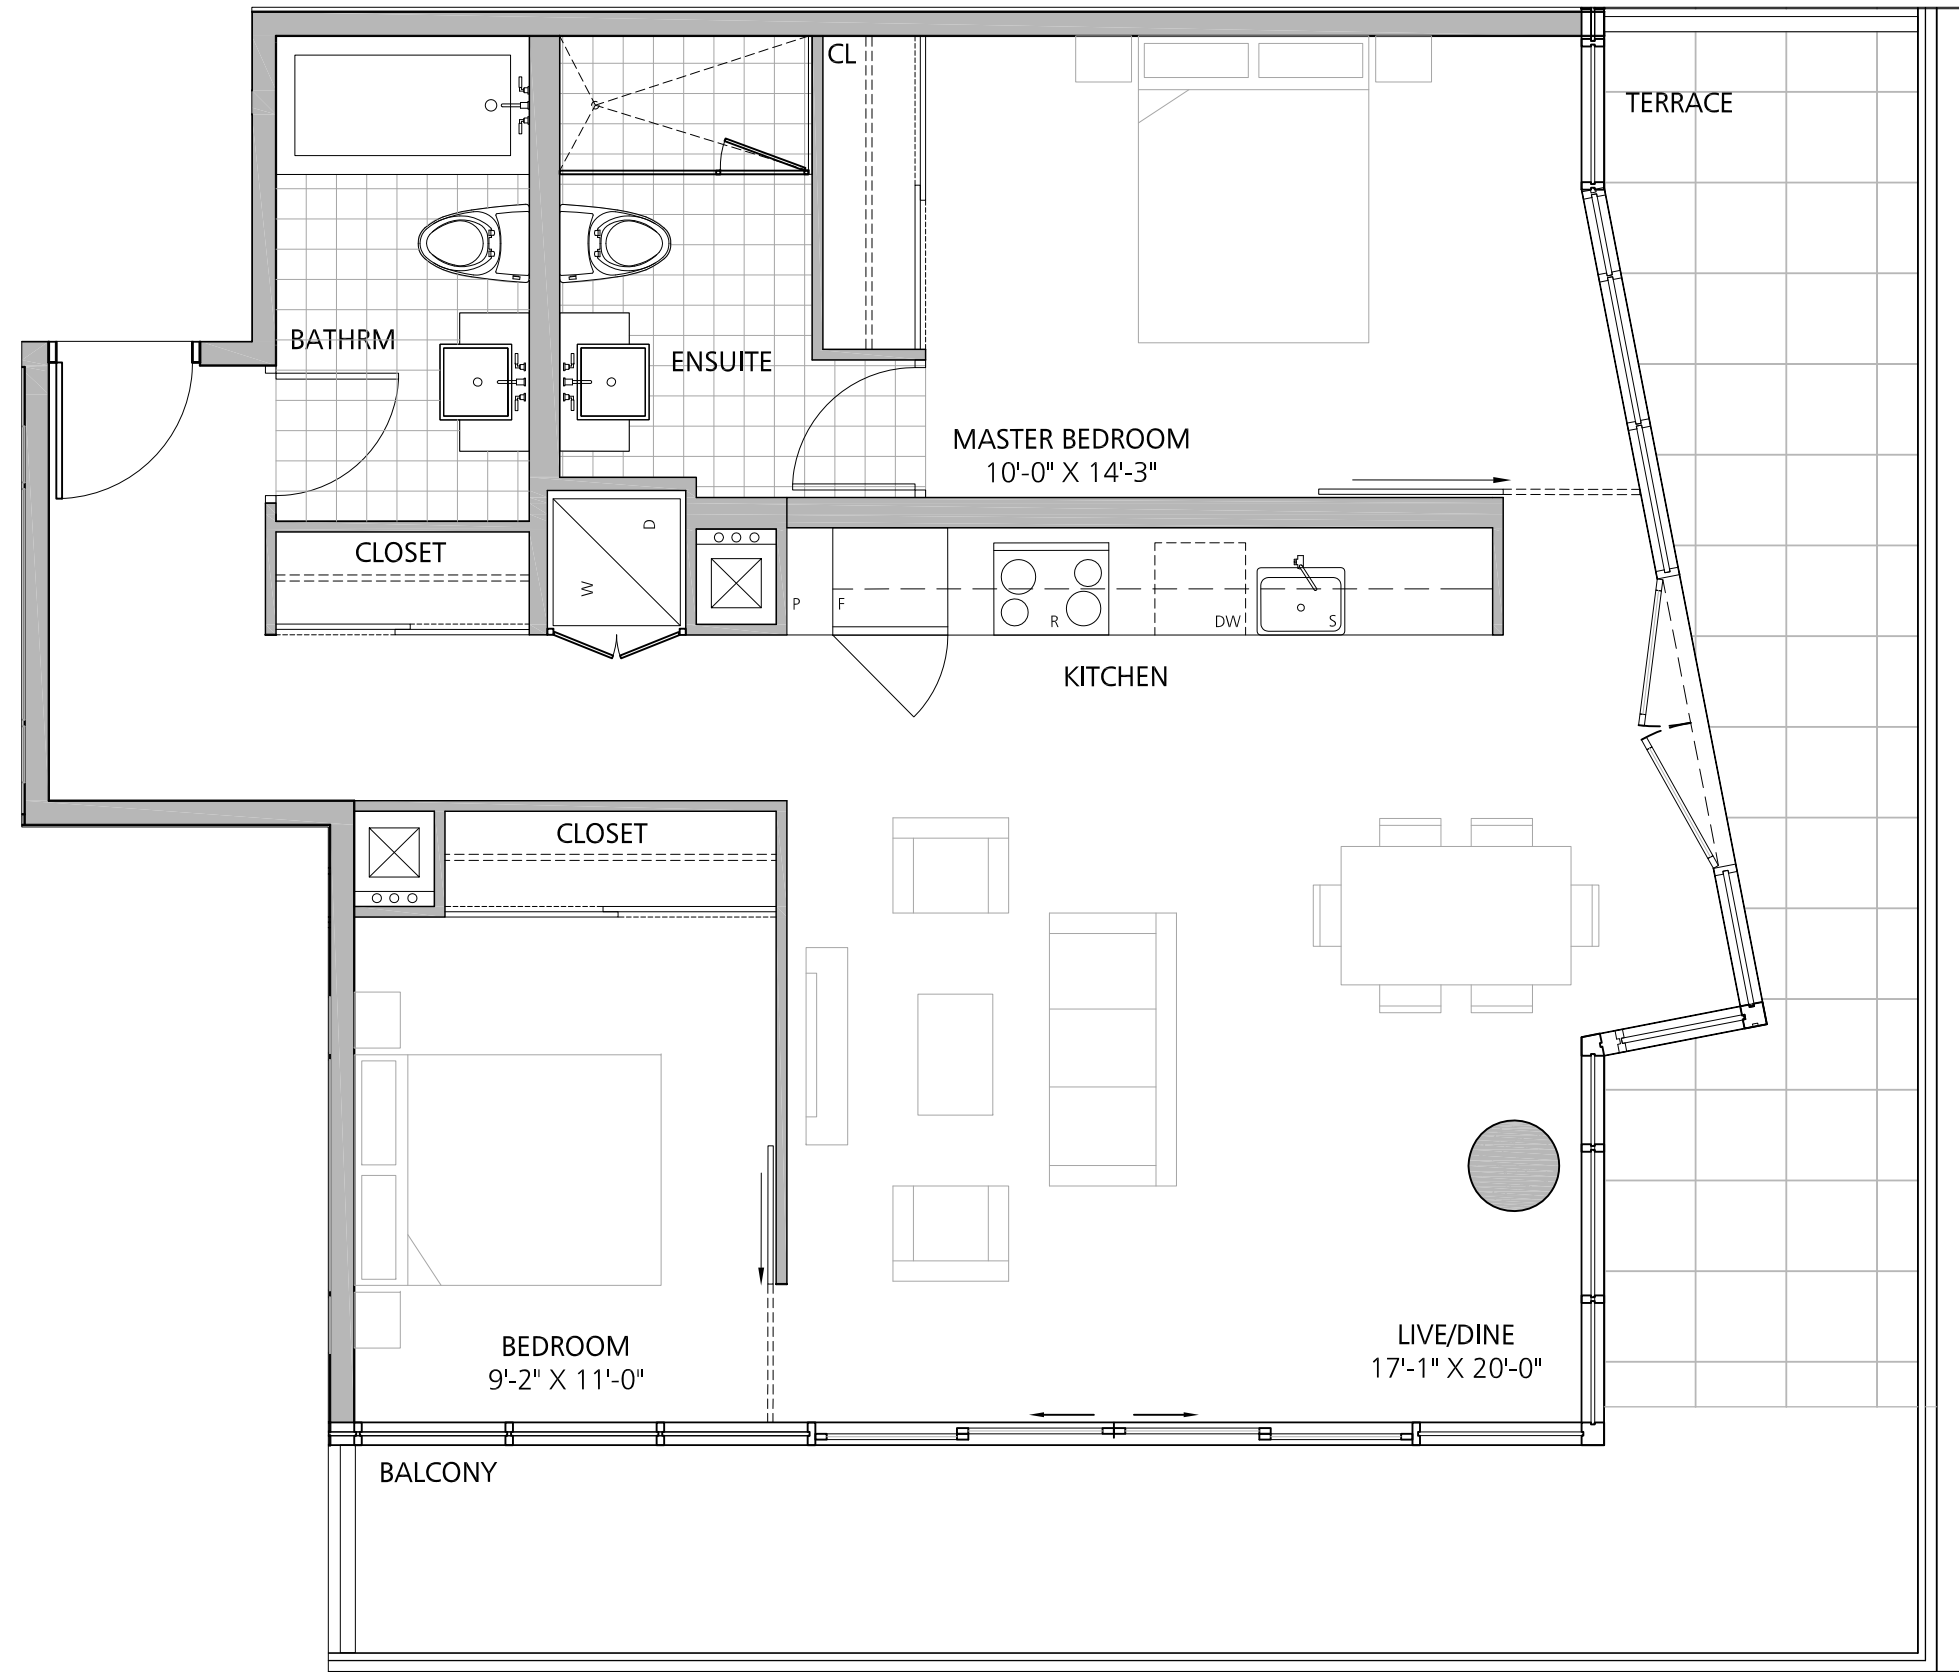 CL
TERRACE
BATHRM
ENSUITE
MASTER BEDROOM
10'-0" X 14'-3"
CLOSET
D
W
P
F
R
DW
S
KITCHEN
CLOSET
BEDROOM
9'-2" X 11'-0"
LIVE/DINE
17'-1" X 20'-0"
BALCONY